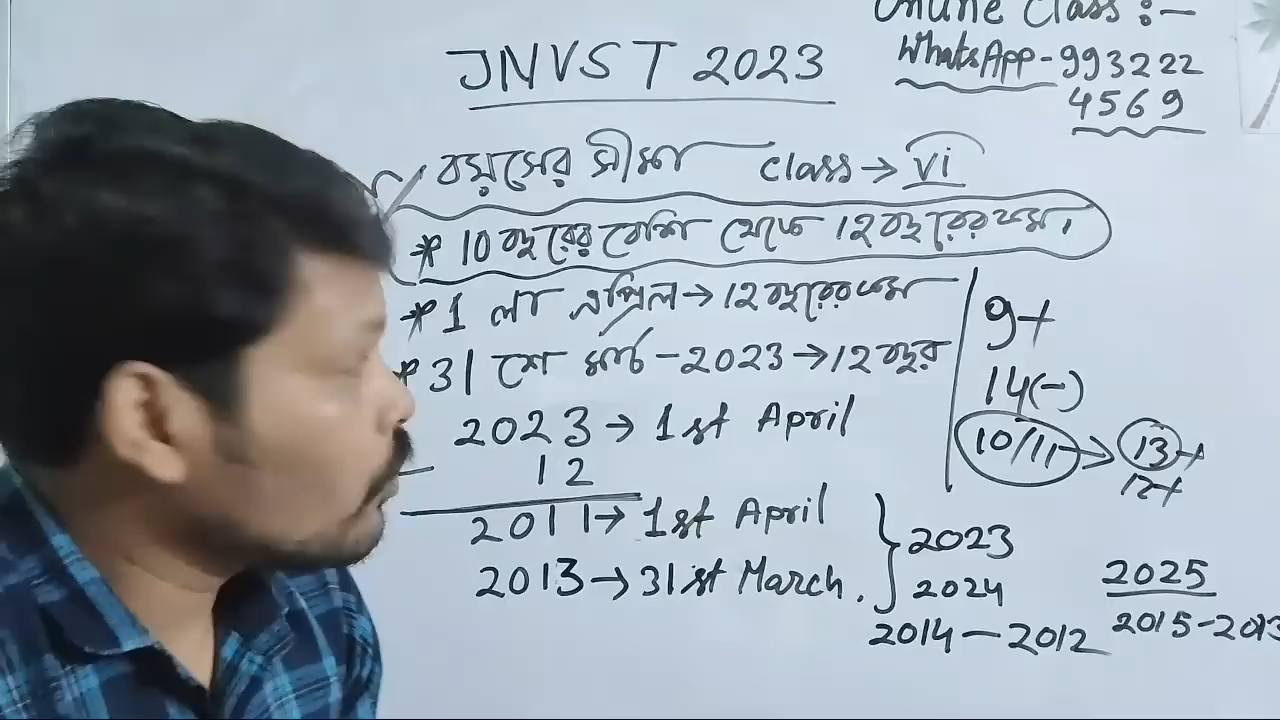 Online Class :-
WhatsApp - 993222
4569
JNVST 2023
বয়সের সীমা class → vi
* 10 বছরের বেশি থেকে 12 বছরের কম।
* 1 লা এপ্রিল → 12 বছরের কম
* 31 শে মার্চ - 2023 → 12 বছর
2023 → 1st April
- 12
2011 → 1st April
2013 → 31st March.
9+
14(-)
10/11 → 13+
12+
2023
2024
2014 - 2012
2025
2015-2013